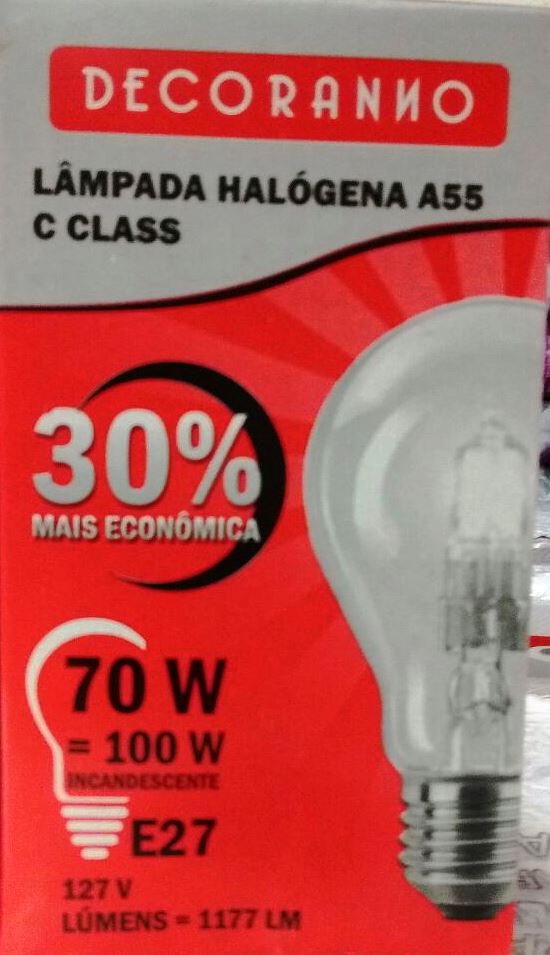 DECORANNO
LÂMPADA HALÓGENA A55
C CLASS
30%
MAIS ECONÔMICA
70 W
= 100 W
INCANDESCENTE
E27
127 V
LÚMENS = 1177 LM